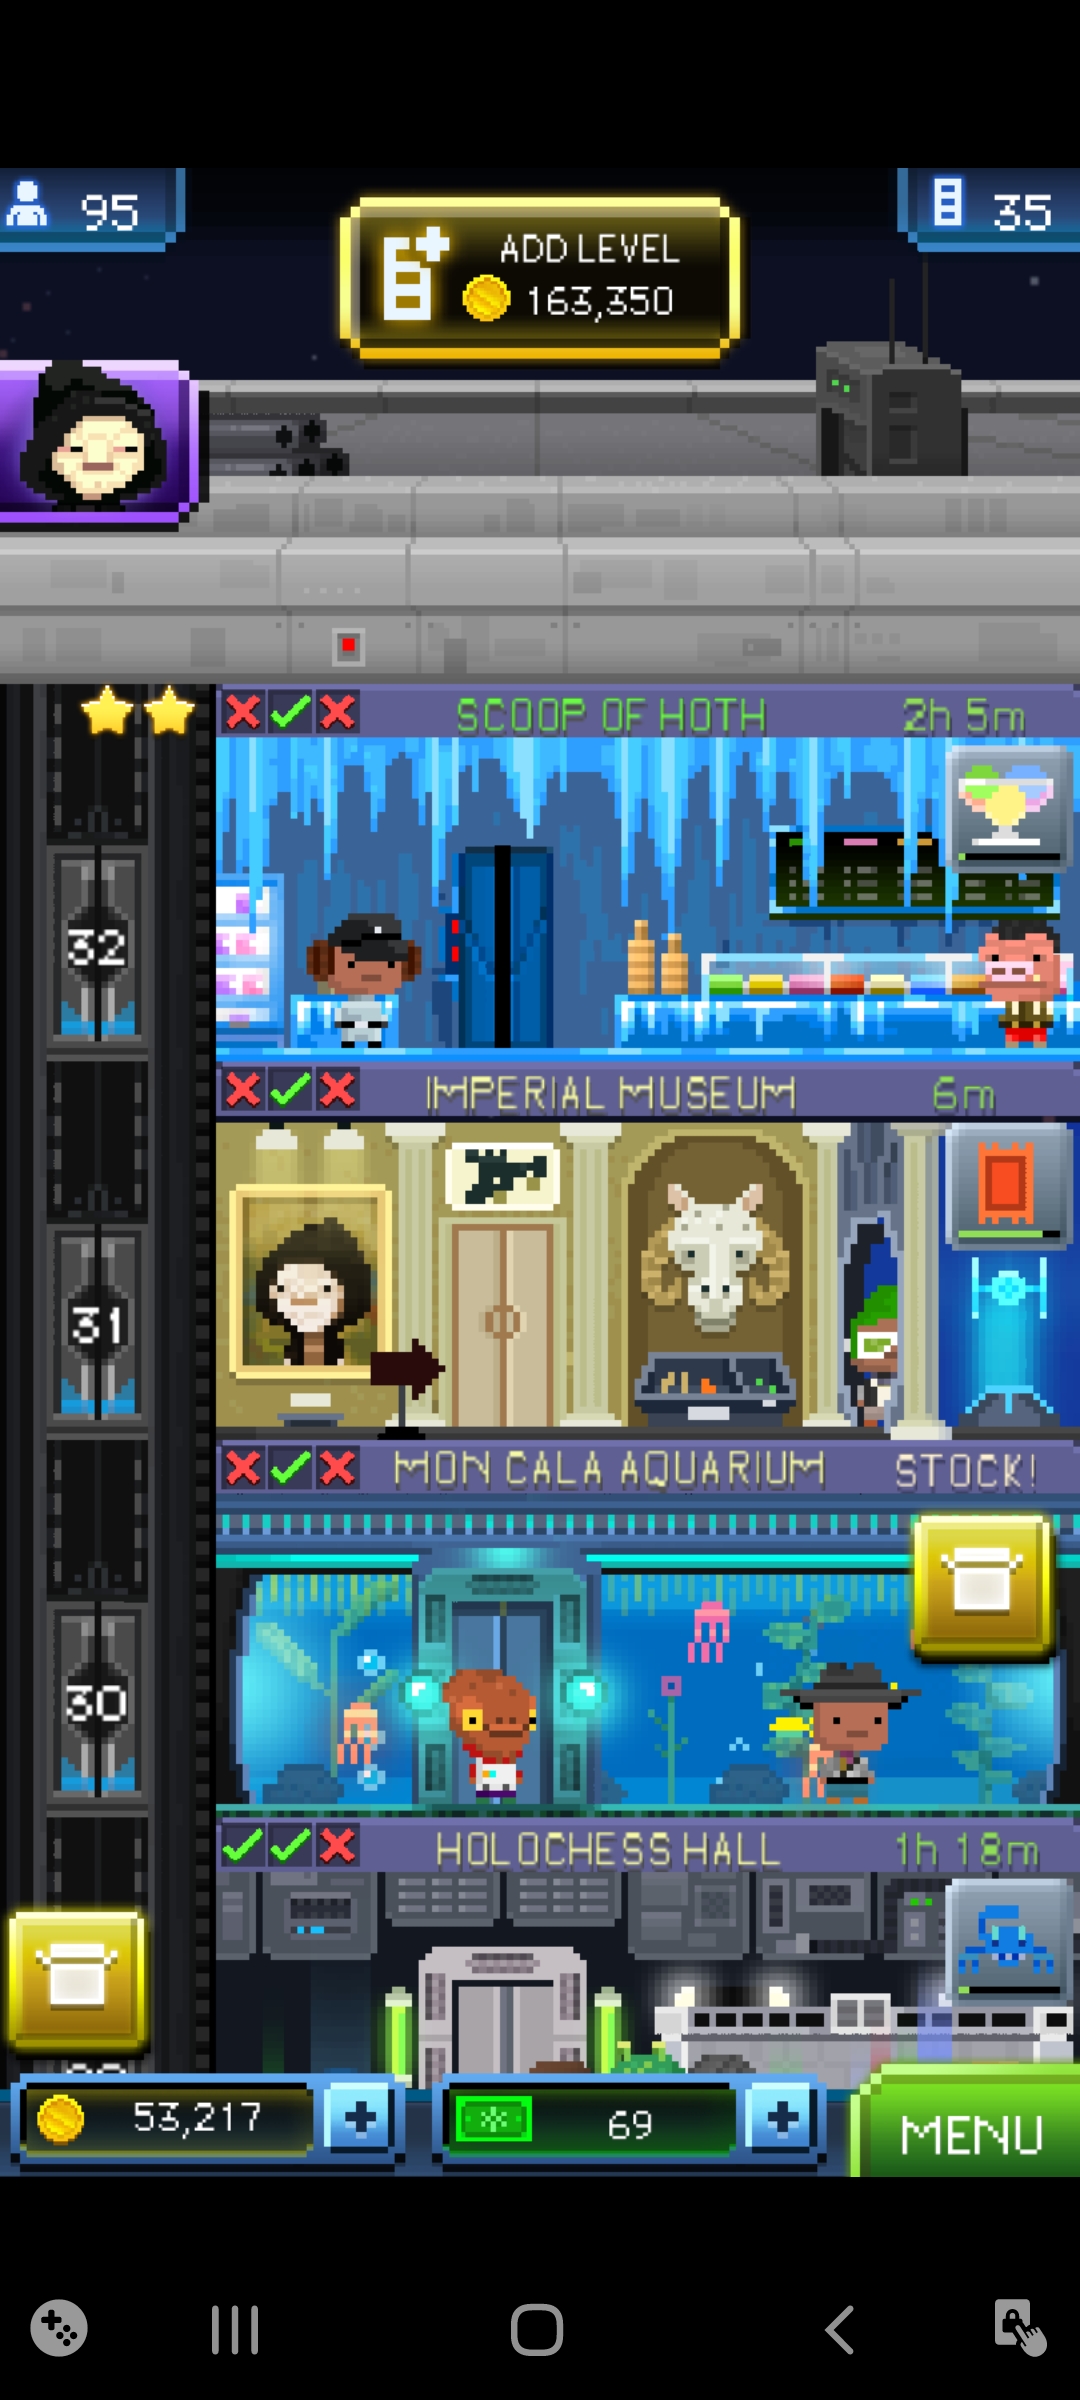 95
ADD LEVEL
163,350
35
SCOOP OF HOTH 2h 5m
32
IMPERIAL MUSEUM 6m
31
MON CALA AQUARIUM STOCK!
30
HOLOCHESS HALL 1h 18m
53,217
69
MENU